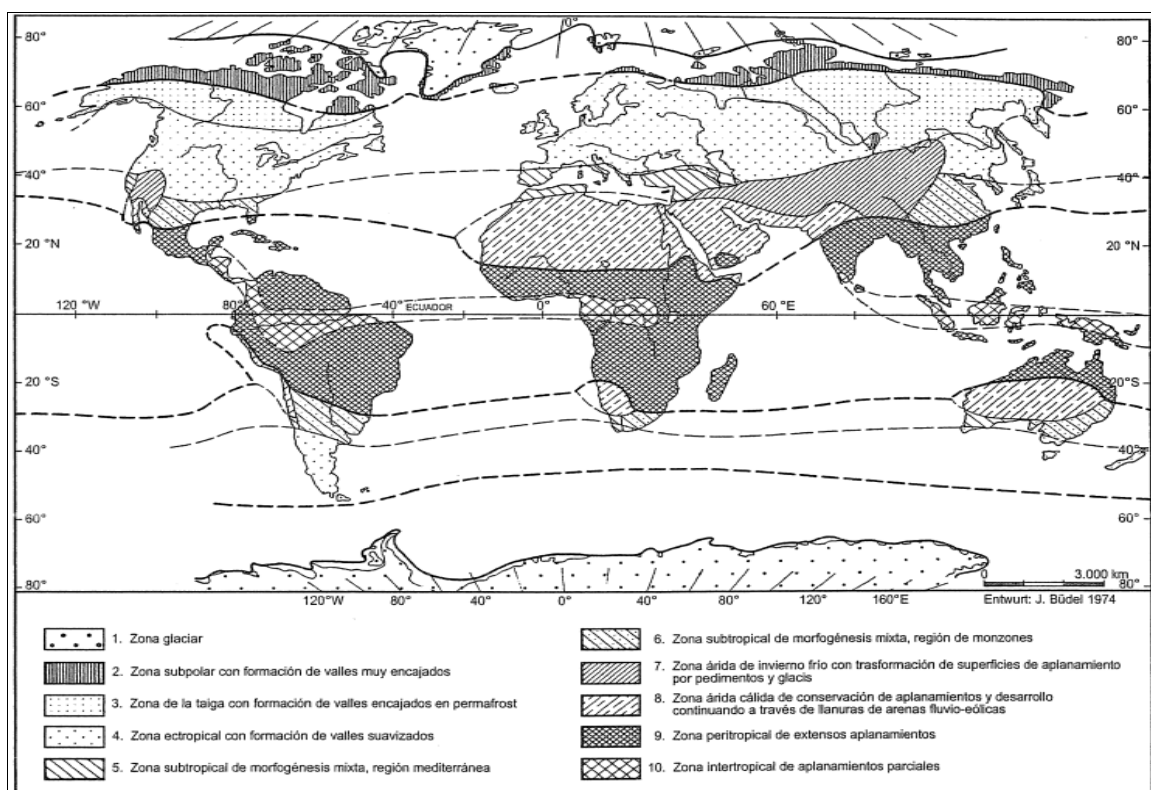 80°
0°
80°
60°
60°
40°
40°
20 °N
20 °N
120 °W
80°
40°
ECUADOR
0°
60 °E
20 °S
20°S
40°
40°
60°
60°
80°
0
3.000 km
80°
120°W
80°
40°
0°
40°
80°
120°
160°E
Entwurt: J. Büdel 1974
1. Zona glaciar
2. Zona subpolar con formación de valles muy encajados
3. Zona de la taiga con formación de valles encajados en permafrost
4. Zona ectropical con formación de valles suavizados
5. Zona subtropical de morfogénesis mixta, región mediterránea
6. Zona subtropical de morfogénesis mixta, región de monzones
7. Zona árida de invierno frío con trasformación de superficies de aplanamiento
por pedimentos y glacis
8. Zona árida cálida de conservación de aplanamientos y desarrollo
continuando a través de llanuras de arenas fluvio-eólicas
9. Zona peritropical de extensos aplanamientos
10. Zona intertropical de aplanamientos parciales